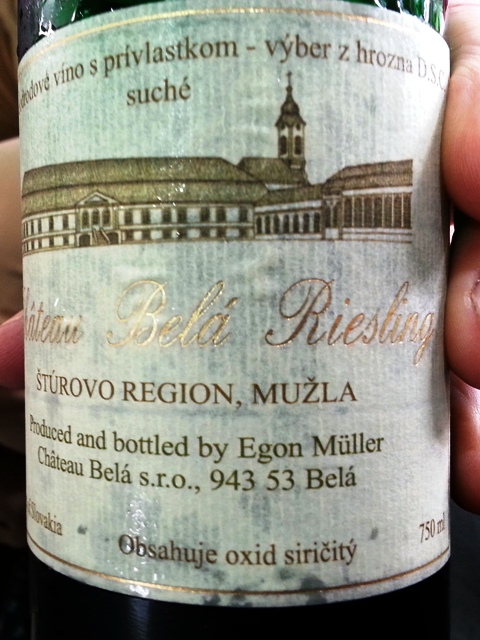 víno s prívlastkom - výber z hrozna D.S.C.
suché
Château Belá Riesling
ŠTÚROVO REGION, MUŽLA
Produced and bottled by Egon Müller
Château Belá s.r.o., 943 53 Belá
Slovakia
750 ml
Obsahuje oxid siričitý